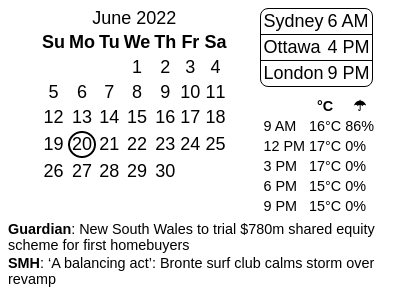 June 2022
Su Mo Tu We Th Fr Sa
1 2 3 4
5 6 7 8 9 10 11
12 13 14 15 16 17 18
19 20 21 22 23 24 25
26 27 28 29 30
Sydney 6 AM
Ottawa 4 PM
London 9 PM
°C ☂
9 AM 16°C 86%
12 PM 17°C 0%
3 PM 17°C 0%
6 PM 15°C 0%
9 PM 15°C 0%
Guardian: New South Wales to trial $780m shared equity
scheme for first homebuyers
SMH: ‘A balancing act’: Bronte surf club calms storm over
revamp